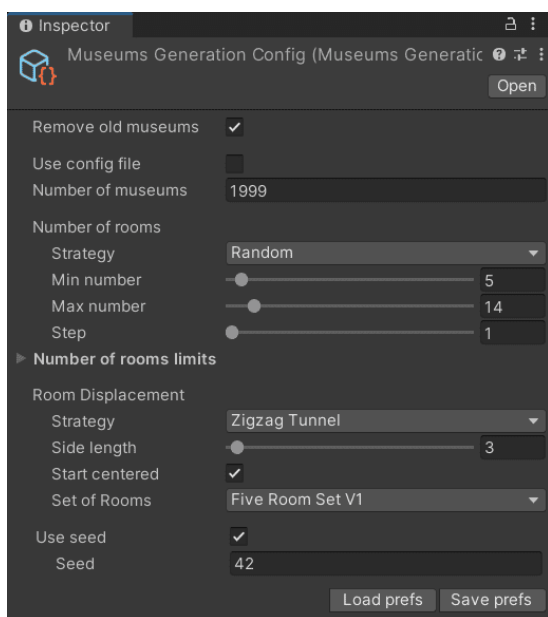 Inspector
Museums Generation Config (Museums Generatic
Open
Remove old museums
Use config file
Number of museums 1999
Number of rooms
Strategy Random
Min number 5
Max number 14
Step 1
Number of rooms limits
Room Displacement
Strategy Zigzag Tunnel
Side length 3
Start centered
Set of Rooms Five Room Set V1
Use seed
Seed 42
Load prefs Save prefs